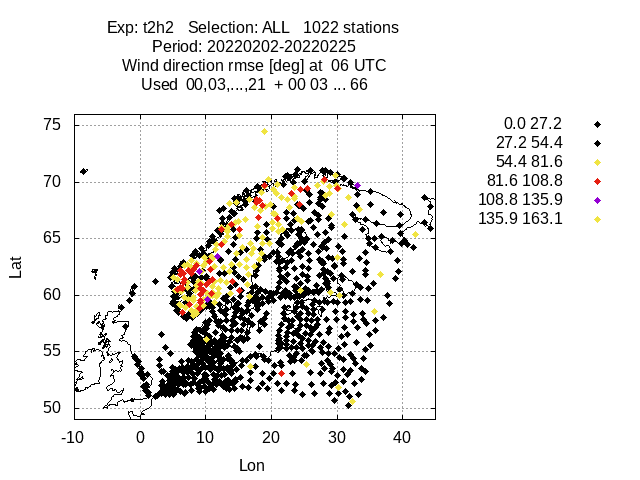 Exp: t2h2   Selection: ALL   1022 stations
Period: 20220202-20220225
Wind direction rmse [deg] at  06 UTC
Used  00,03,...,21  + 00 03 ... 66
0.0 27.2
27.2 54.4
54.4 81.6
81.6 108.8
108.8 135.9
135.9 163.1
Lat
75
70
65
60
55
50
-10 0 10 20 30 40
Lon